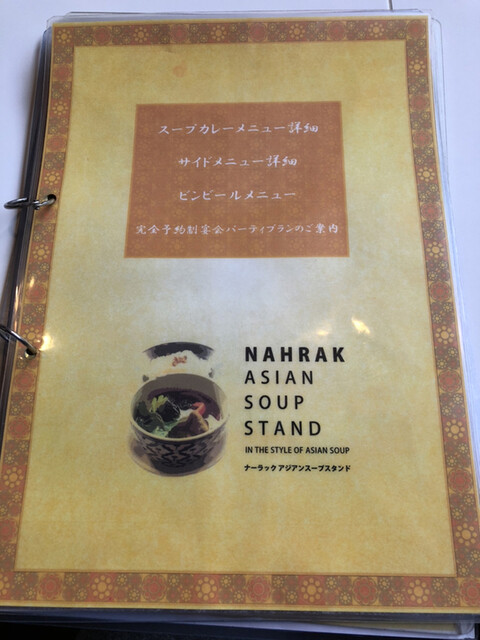 スープカレーメニュー詳細
サイドメニュー詳細
ビンビールメニュー
完全予約制宴会パーティプランのご案内
NAHRAK
ASIAN
SOUP
STAND
IN THE STYLE OF ASIAN SOUP
ナーラック アジアンスープスタンド